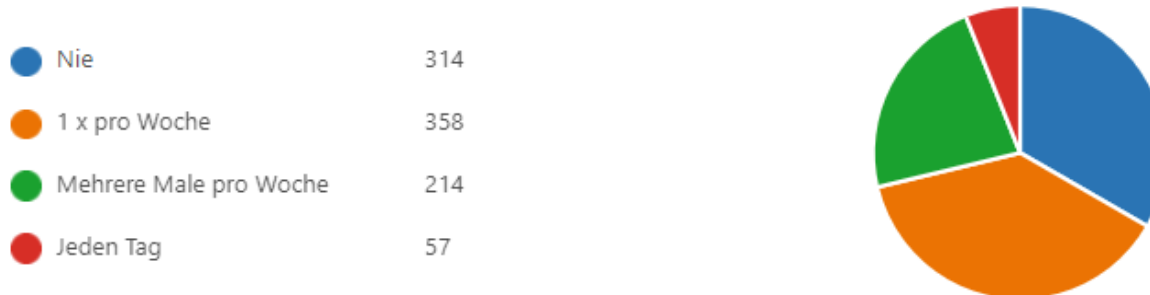 Nie 314
1 x pro Woche 358
Mehrere Male pro Woche 214
Jeden Tag 57